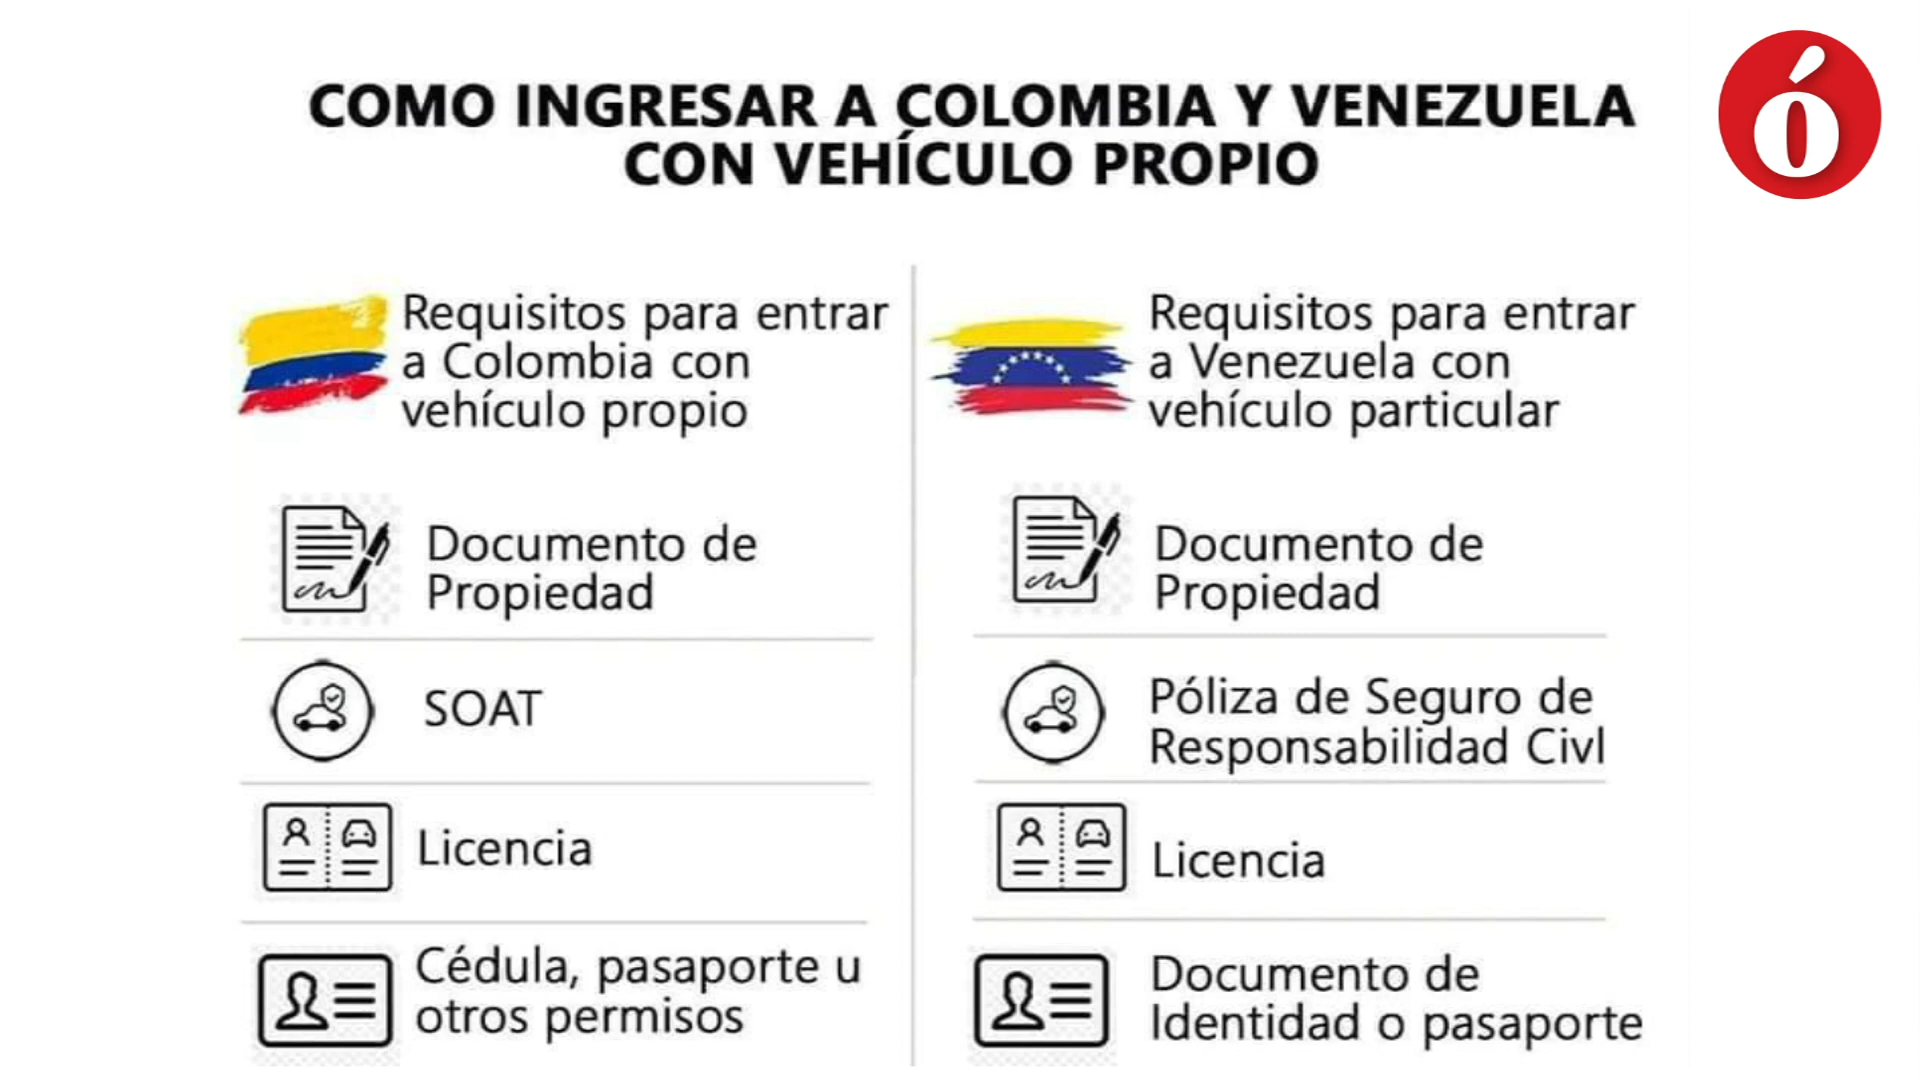 COMO INGRESAR A COLOMBIA Y VENEZUELA
CON VEHÍCULO PROPIO
ó
Requisitos para entrar
a Colombia con
vehículo propio
Documento de
Propiedad
SOAT
Licencia
Cédula, pasaporte u
otros permisos
Requisitos para entrar
a Venezuela con
vehículo particular
Documento de
Propiedad
Póliza de Seguro de
Responsabilidad Civl
Licencia
Documento de
Identidad o pasaporte